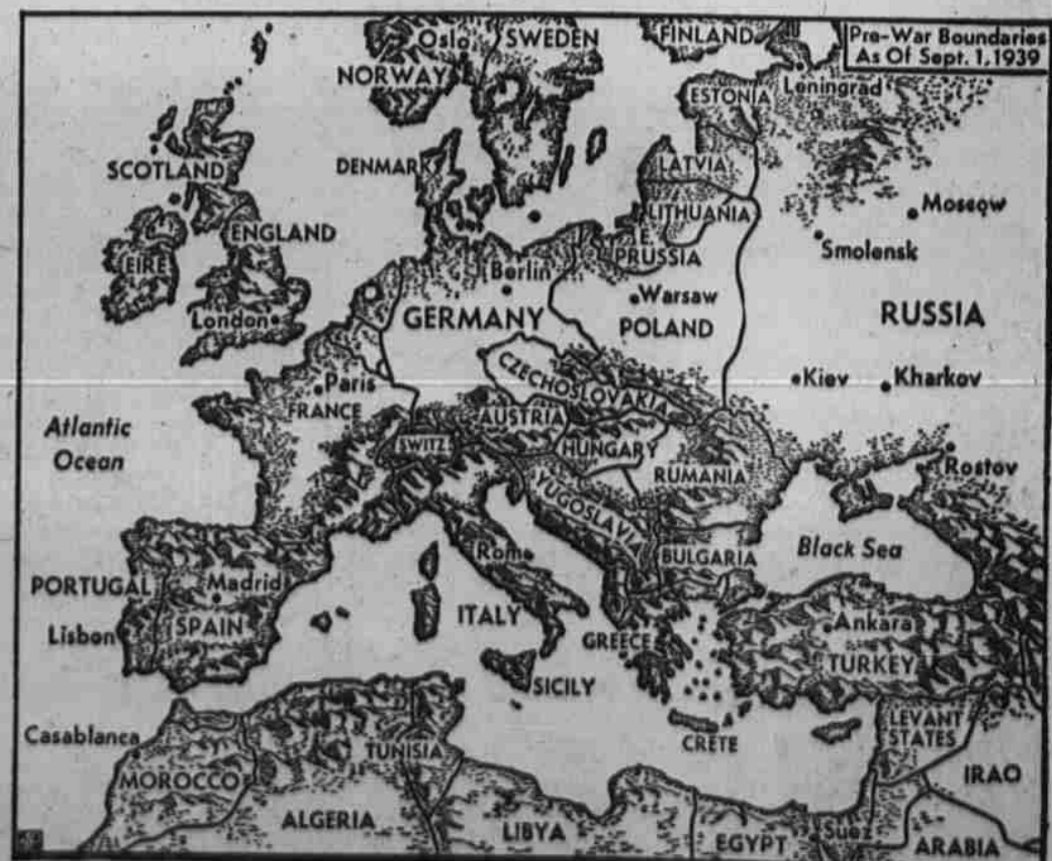 Pre-War Boundaries
As Of Sept. 1, 1939
Oslo
SWEDEN
FINLAND
NORWAY
ESTONIA
Leningrad
SCOTLAND
DENMARK
LATVIA
LITHUANIA
Moscow
ENGLAND
EIRE
E.
PRUSSIA
Smolensk
Berlin
Warsaw
London
GERMANY
POLAND
RUSSIA
Paris
FRANCE
CZECHOSLOVAKIA
Kiev
Kharkov
Atlantic
Ocean
SWITZ.
AUSTRIA
HUNGARY
RUMANIA
Rostov
YUGOSLAVIA
BULGARIA
Black Sea
PORTUGAL
Madrid
Rome
Lisbon
SPAIN
ITALY
GREECE
Ankara
TURKEY
SICILY
CRETE
LEVANT
STATES
Casablanca
TUNISIA
MOROCCO
IRAQ
ALGERIA
LIBYA
EGYPT
Suez
ARABIA